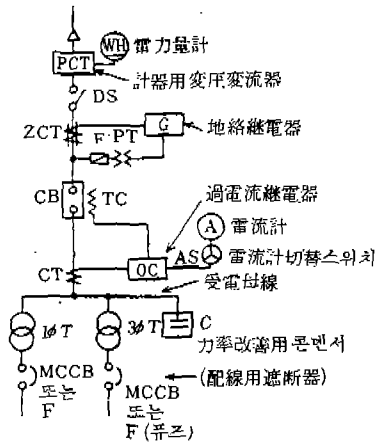 WH 電力量計
PCT
計器用変圧変流器
DS
ZCT
F PT
G 地絡継電器
CB
TC
過電流継電器
A 電流計
CT
OC
AS
電流計切替스위치
受電母線
1øT
3øT
C
力率改善用콘덴서
MCCB
또는
F
(配線用遮断器)
MCCB
또는
F (퓨즈)